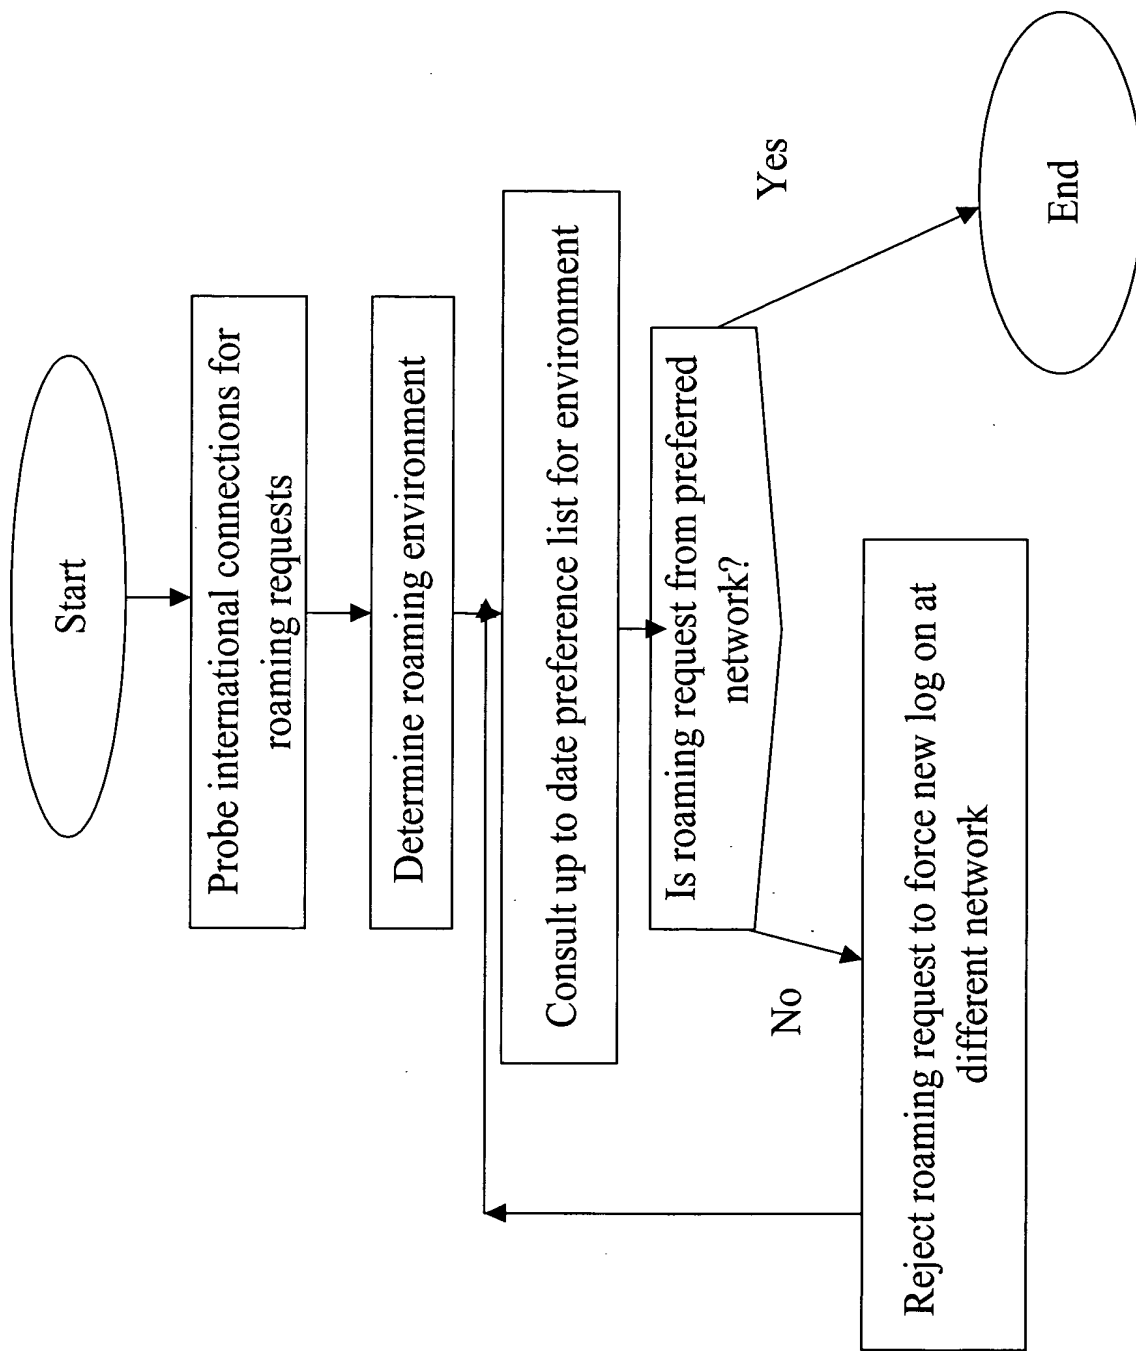 Start
Probe international connections for
roaming requests
Determine roaming environment
Consult up to date preference list for environment
Is roaming request from preferred
network?
Yes
No
Reject roaming request to force new log on at
different network
End